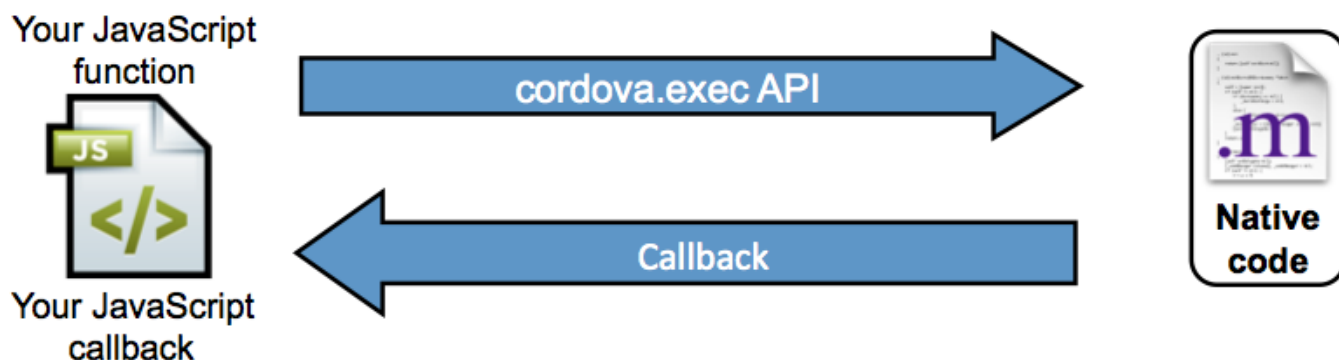 Your JavaScript
function
cordova.exec API
JS
</>
.m
Native
code
Callback
Your JavaScript
callback